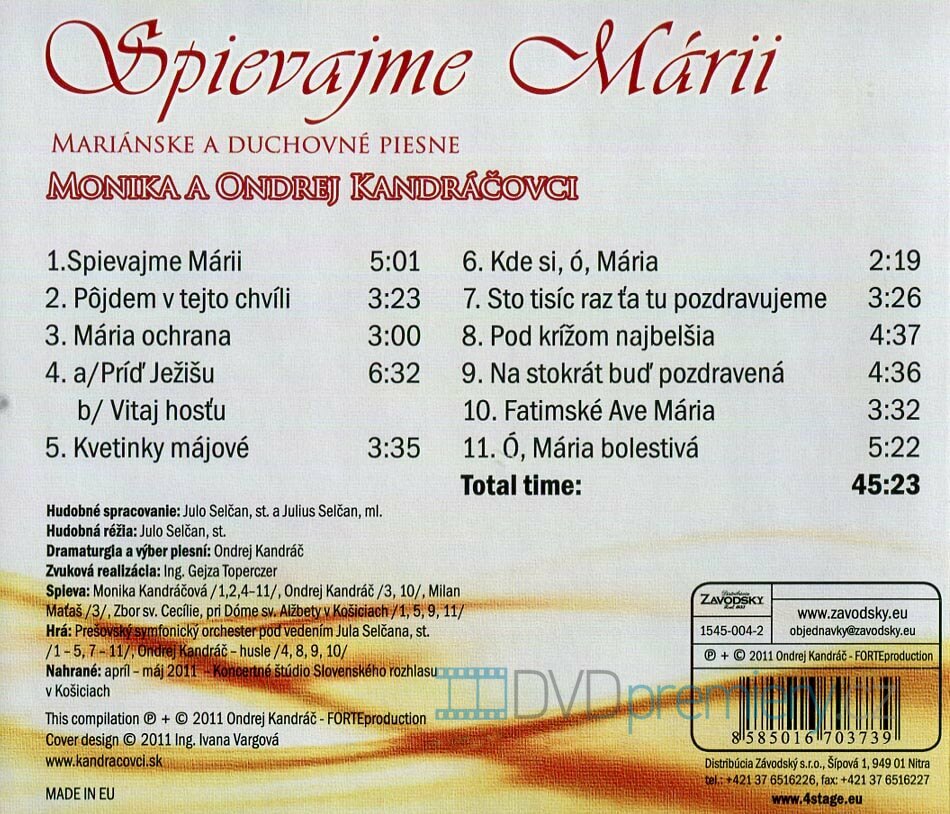 Spievajme Márii
MARIÁNSKE A DUCHOVNÉ PIESNE
MONIKA A ONDREJ KANDRÁČOVCI
1.Spievajme Márii 5:01
2. Pôjdem v tejto chvíli 3:23
3. Mária ochrana 3:00
4. a/Príď Ježišu 6:32
b/ Vitaj hosťu
5. Kvetinky májové 3:35
6. Kde si, ó, Mária 2:19
7. Sto tisíc raz ťa tu pozdravujeme 3:26
8. Pod krížom najbelšia 4:37
9. Na stokrát buď pozdravená 4:36
10. Fatimské Ave Mária 3:32
11. Ó, Mária bolestivá 5:22
Total time: 45:23
Hudobné spracovanie: Julo Selčan, st. a Julius Selčan, ml.
Hudobná réžia: Julo Selčan, st.
Dramaturgia a výber piesní: Ondrej Kandráč
Zvuková realizácia: Ing. Gejza Toperczer
Spieva: Monika Kandráčová /1,2,4–11/, Ondrej Kandráč /3, 10/, Milan
Maťaš /3/, Zbor sv. Cecílie, pri Dóme sv. Alžbety v Košiciach /1, 5, 9, 11/
Hrá: Prešovský symfonický orchester pod vedením Jula Selčana, st.
/1 – 5, 7 – 11/, Ondrej Kandráč – husle /4, 8, 9, 10/
Nahrané: apríl - máj 2011 - Koncertné štúdio Slovenského rozhlasu
v Košiciach
This compilation ℗ + © 2011 Ondrej Kandráč - FORTEproduction
Cover design © 2011 Ing. Ivana Vargová
www.kandracovci.sk
MADE IN EU
Distribúcia
ZÁVODSKÝ
1545-004-2
www.zavodsky.eu
objednavky@zavodsky.eu
℗ + © 2011 Ondrej Kandráč - FORTEproduction
DVDpremiery.cz
8 585016 703739
Distribúcia Závodský s.r.o., Šípová 1, 949 01 Nitra
tel.: +421 37 6516226, fax: +421 37 6516227
www.4stage.eu